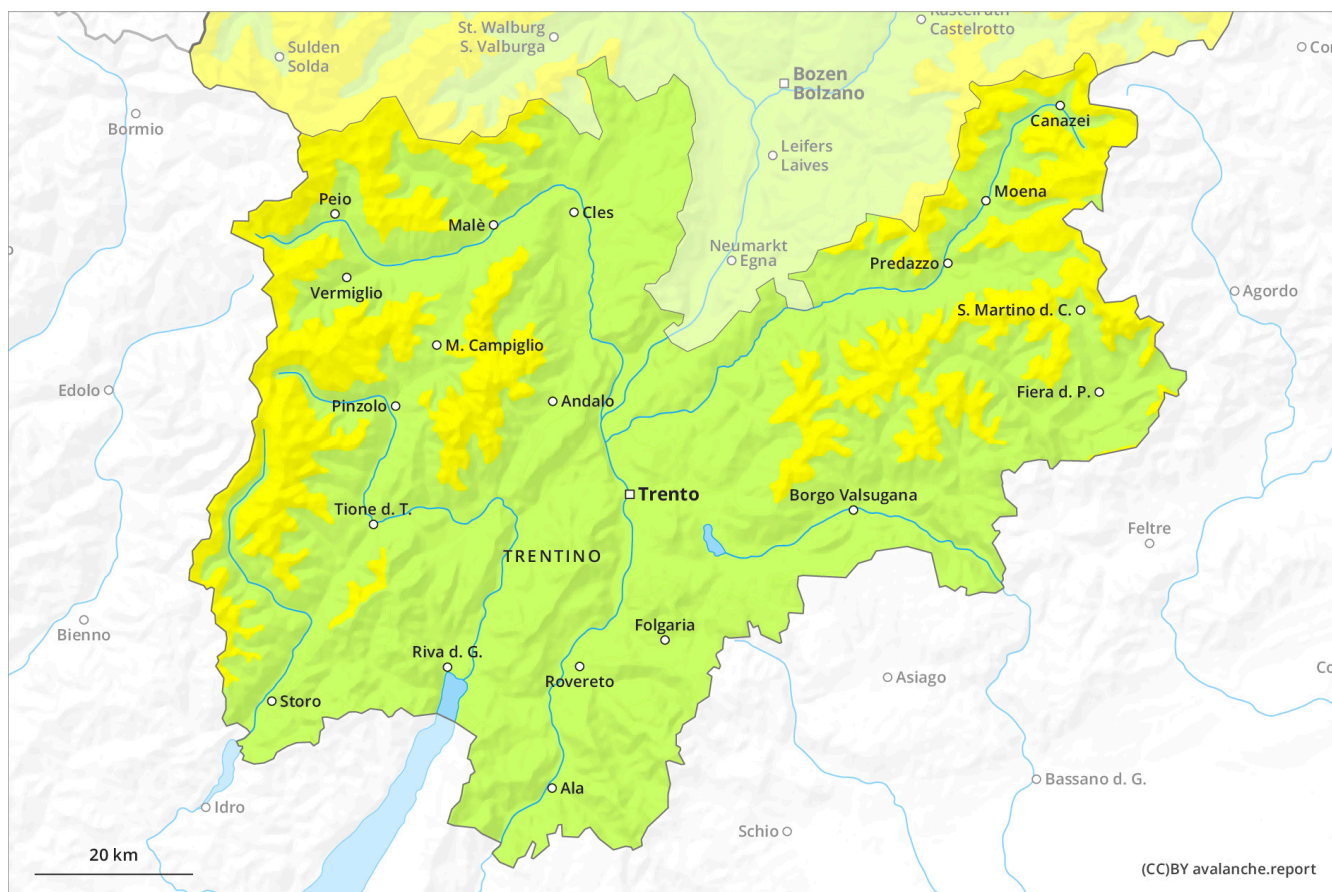 Kastelruth
Castelrotto
St. Walburg
S. Valburga
Sulden
Solda
Bozen
Bolzano
Bormio
Canazei
Leifers
Laives
Peio
Moena
Malè
Cles
Neumarkt
Egna
Predazzo
Vermiglio
Agordo
S. Martino d. C.
M. Campiglio
Edolo
Andalo
Fiera d. P.
Pinzolo
Trento
Borgo Valsugana
Tione d. T.
Feltre
TRENTINO
Bienno
Folgaria
Riva d. G.
Asiago
Rovereto
Storo
Bassano d. G.
Ala
Idro
Schio
20 km
(CC)BY avalanche.report